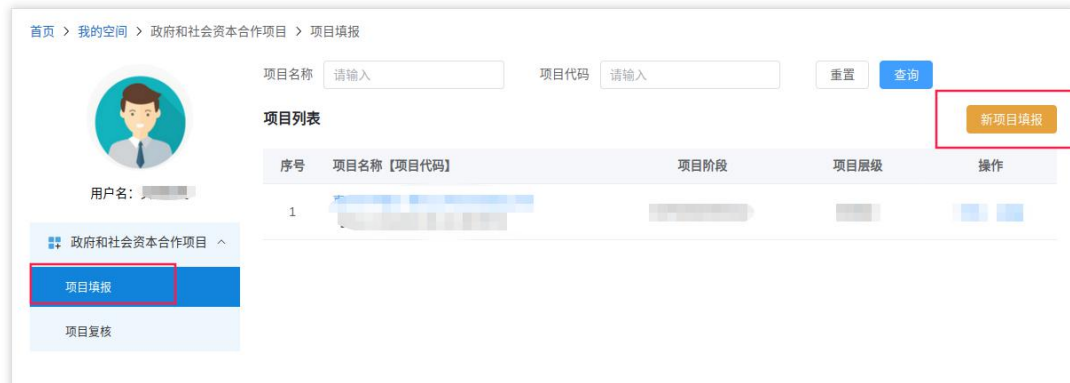 首页 > 我的空间 > 政府和社会资本合作项目 > 项目填报
项目名称 请输入 项目代码 请输入 重置 查询
项目列表 新项目填报
序号 项目名称【项目代码】 项目阶段 项目层级 操作
1
用户名：
政府和社会资本合作项目
项目填报
项目复核